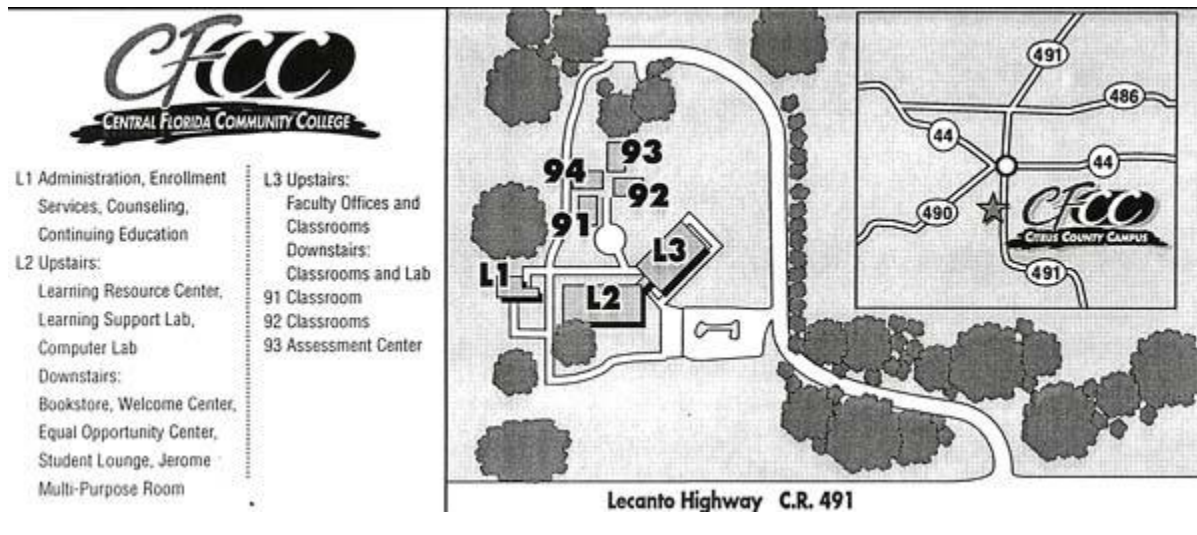 CFCC
CENTRAL FLORIDA COMMUNITY COLLEGE
L1 Administration, Enrollment
Services, Counseling,
Continuing Education
L2 Upstairs:
Learning Resource Center,
Learning Support Lab,
Computer Lab
Downstairs:
Bookstore, Welcome Center,
Equal Opportunity Center,
Student Lounge, Jerome
Multi-Purpose Room
L3 Upstairs:
Faculty Offices and
Classrooms
Downstairs:
Classrooms and Lab
91 Classroom
92 Classrooms
93 Assessment Center
93
94
92
91
L3
L1
L2
491
486
44
44
490
CFCC
CITRUS COUNTY CAMPUS
491
Lecanto Highway C.R. 491